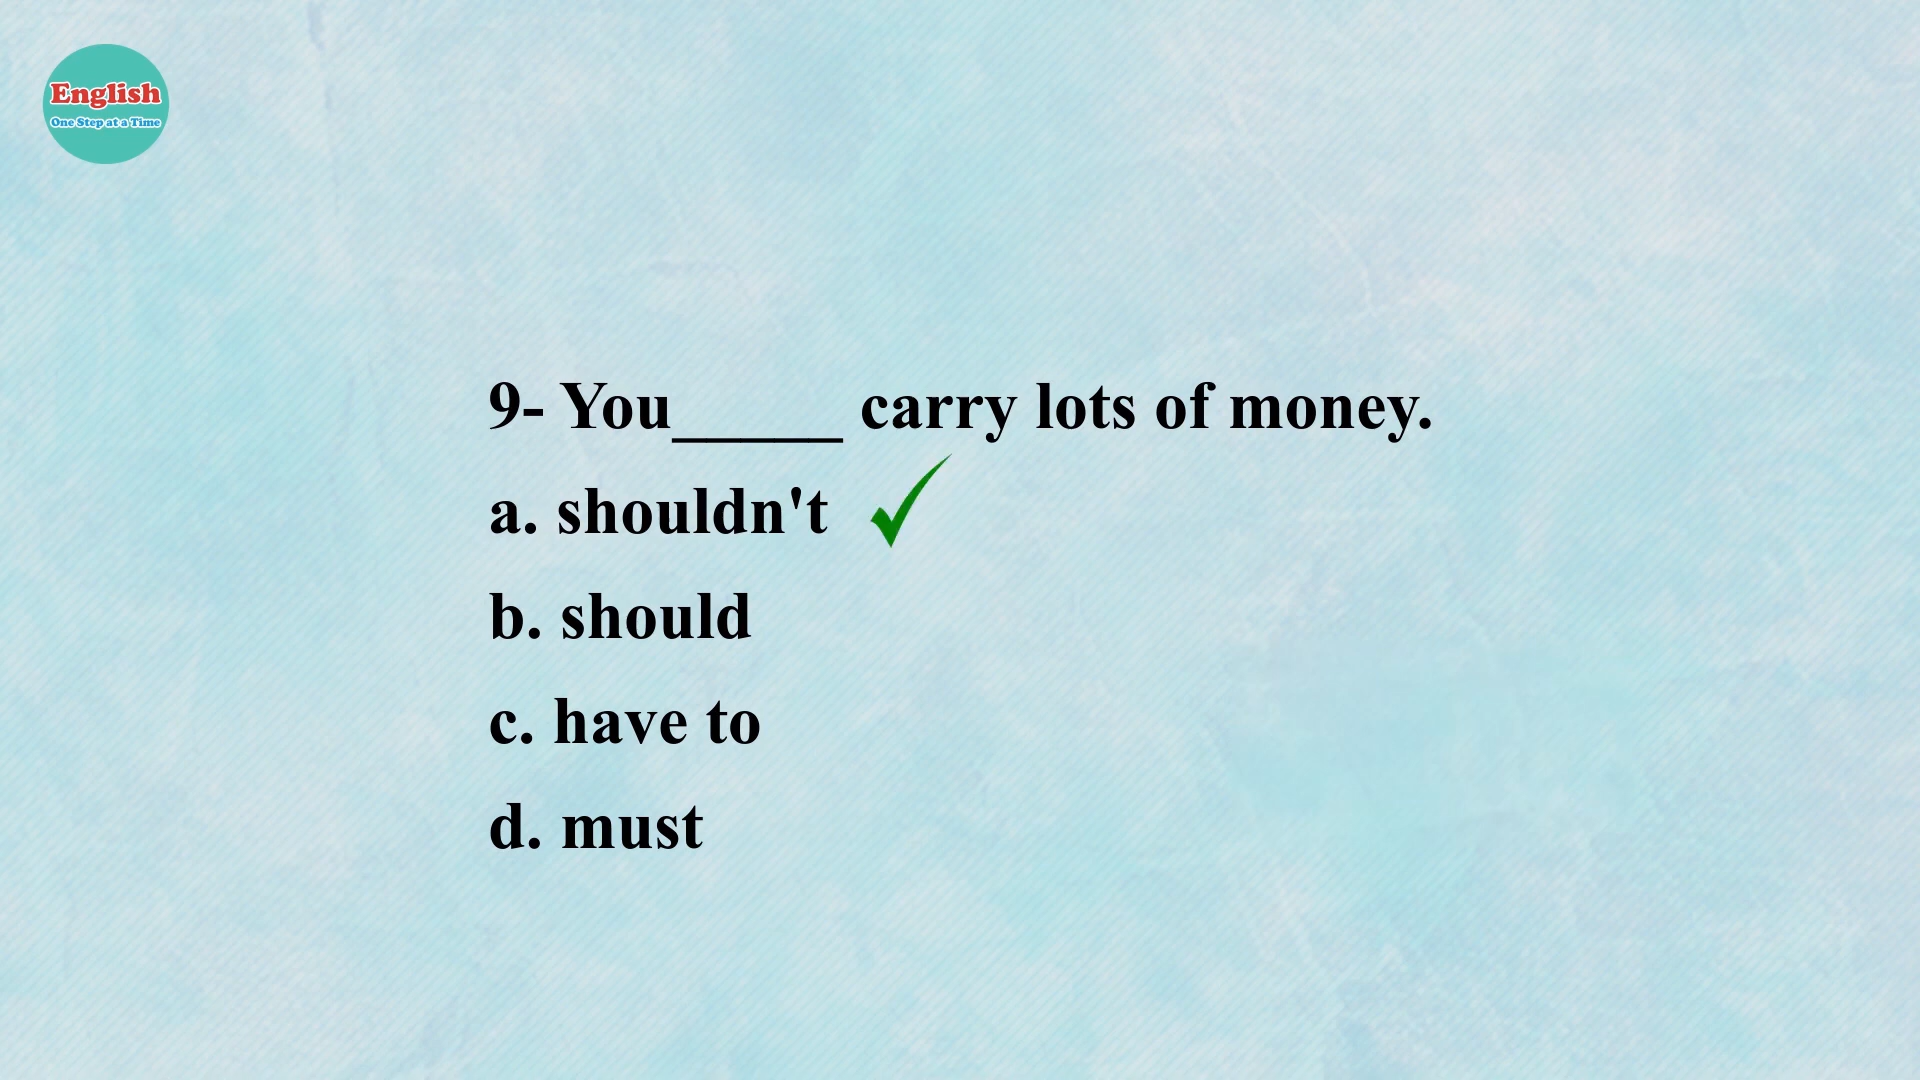 English
One Step at a Time
9- You_____ carry lots of money.
a. shouldn't
b. should
c. have to
d. must